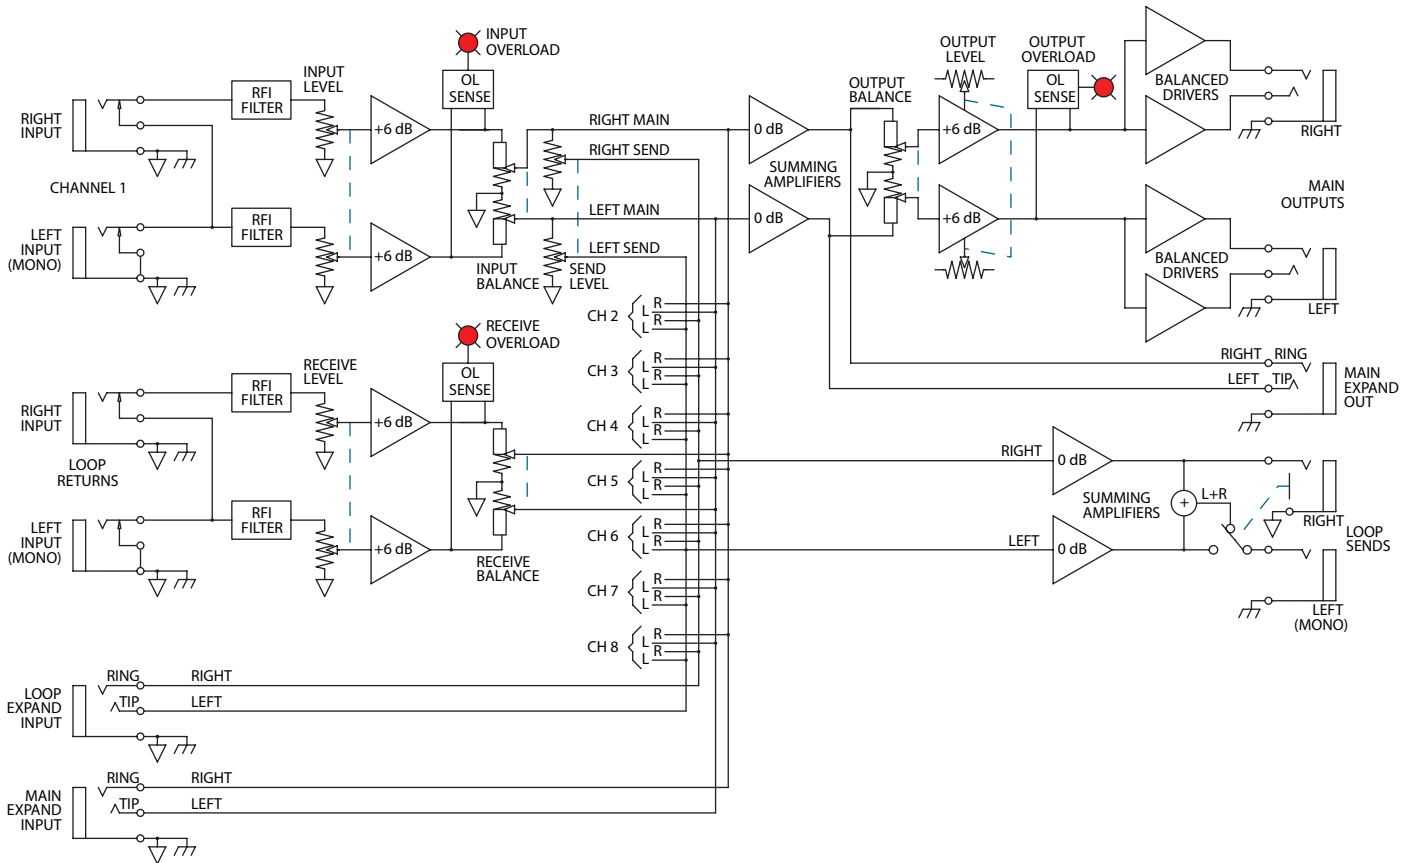 INPUT
OVERLOAD
OL
SENSE
INPUT
LEVEL
RFI
FILTER
RIGHT
INPUT
+6 dB
CHANNEL 1
LEFT
INPUT
(MONO)
RFI
FILTER
+6 dB
INPUT
BALANCE
RIGHT MAIN
RIGHT SEND
LEFT MAIN
LEFT SEND
SEND
LEVEL
0 dB
SUMMING
AMPLIFIERS
0 dB
OUTPUT
BALANCE
OUTPUT
LEVEL
+6 dB
+6 dB
OUTPUT
OVERLOAD
OL
SENSE
BALANCED
DRIVERS
RIGHT
MAIN
OUTPUTS
BALANCED
DRIVERS
LEFT
CH 2
R
L
R
L
CH 3
R
L
R
L
CH 4
R
L
R
L
CH 5
R
L
R
L
CH 6
R
L
R
L
CH 7
R
L
R
L
CH 8
R
L
R
L
RECEIVE
OVERLOAD
OL
SENSE
RECEIVE
LEVEL
RFI
FILTER
RIGHT
INPUT
+6 dB
LOOP
RETURNS
LEFT
INPUT
(MONO)
RFI
FILTER
+6 dB
RECEIVE
BALANCE
RIGHT RING
LEFT TIP
MAIN
EXPAND
OUT
RIGHT
0 dB
SUMMING
AMPLIFIERS
+
L+R
LEFT
0 dB
RIGHT
LOOP
SENDS
LEFT
(MONO)
LOOP
EXPAND
INPUT
RING
RIGHT
TIP
LEFT
MAIN
EXPAND
INPUT
RING
RIGHT
TIP
LEFT